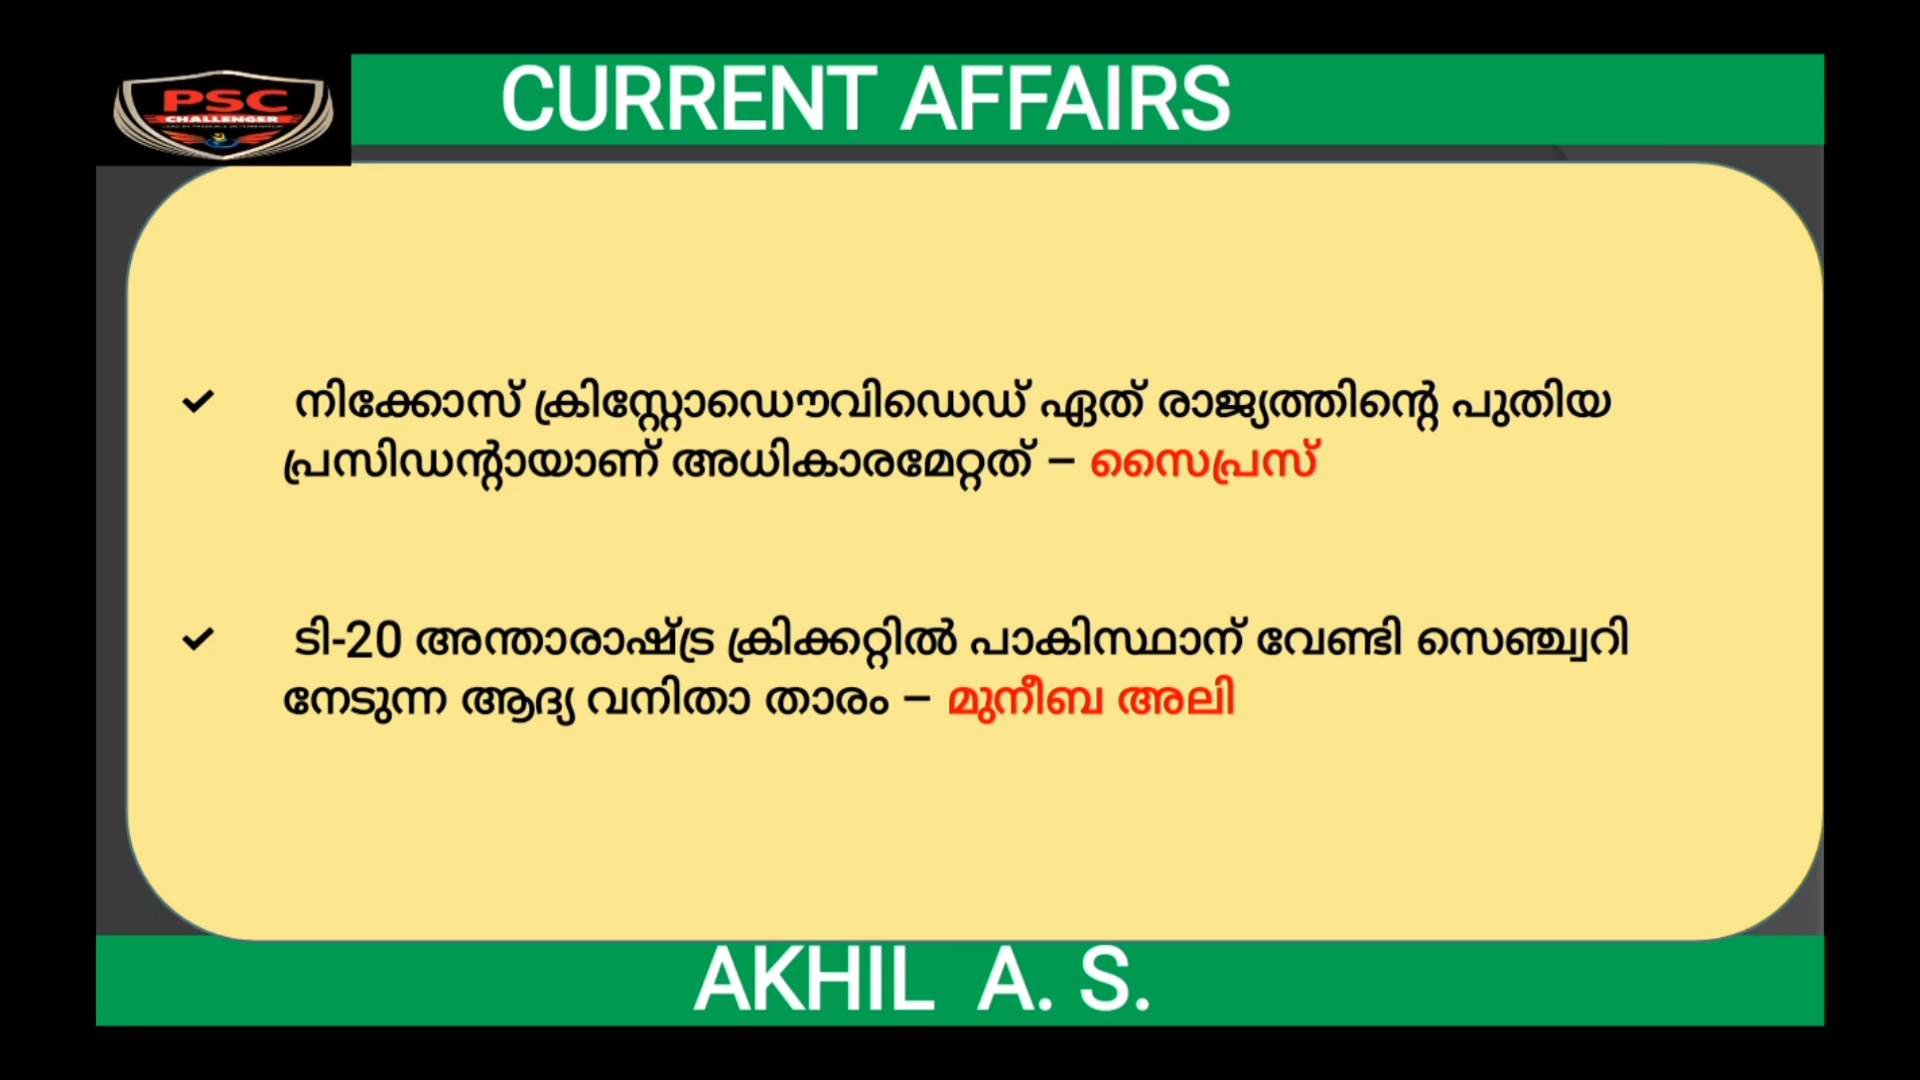 PSC
CHALLENGER
CURRENT AFFAIRS
✓ നിക്കോസ് ക്രിസ്റ്റോഡൌവിഡെഡ് ഏത് രാജ്യത്തിന്റെ പുതിയ
പ്രസിഡന്റായാണ് അധികാരമേറ്റത് – സൈപ്രസ്
✓ ടി-20 അന്താരാഷ്ട്ര ക്രിക്കറ്റിൽ പാകിസ്ഥാന് വേണ്ടി സെഞ്ച്വറി
നേടുന്ന ആദ്യ വനിതാ താരം – മുനീബ അലി
AKHIL A. S.